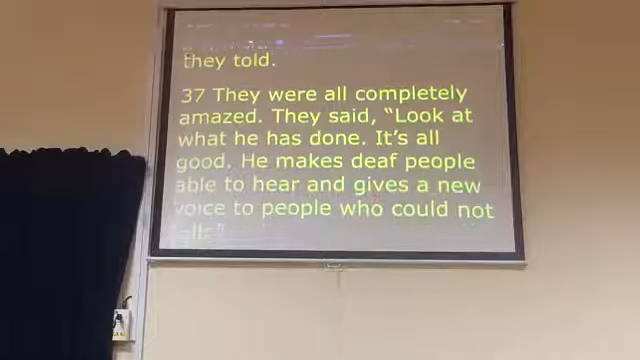 they told.
37 They were all completely
amazed. They said, “Look at
what he has done. It’s all
good. He makes deaf people
able to hear and gives a new
voice to people who could not
talk.”